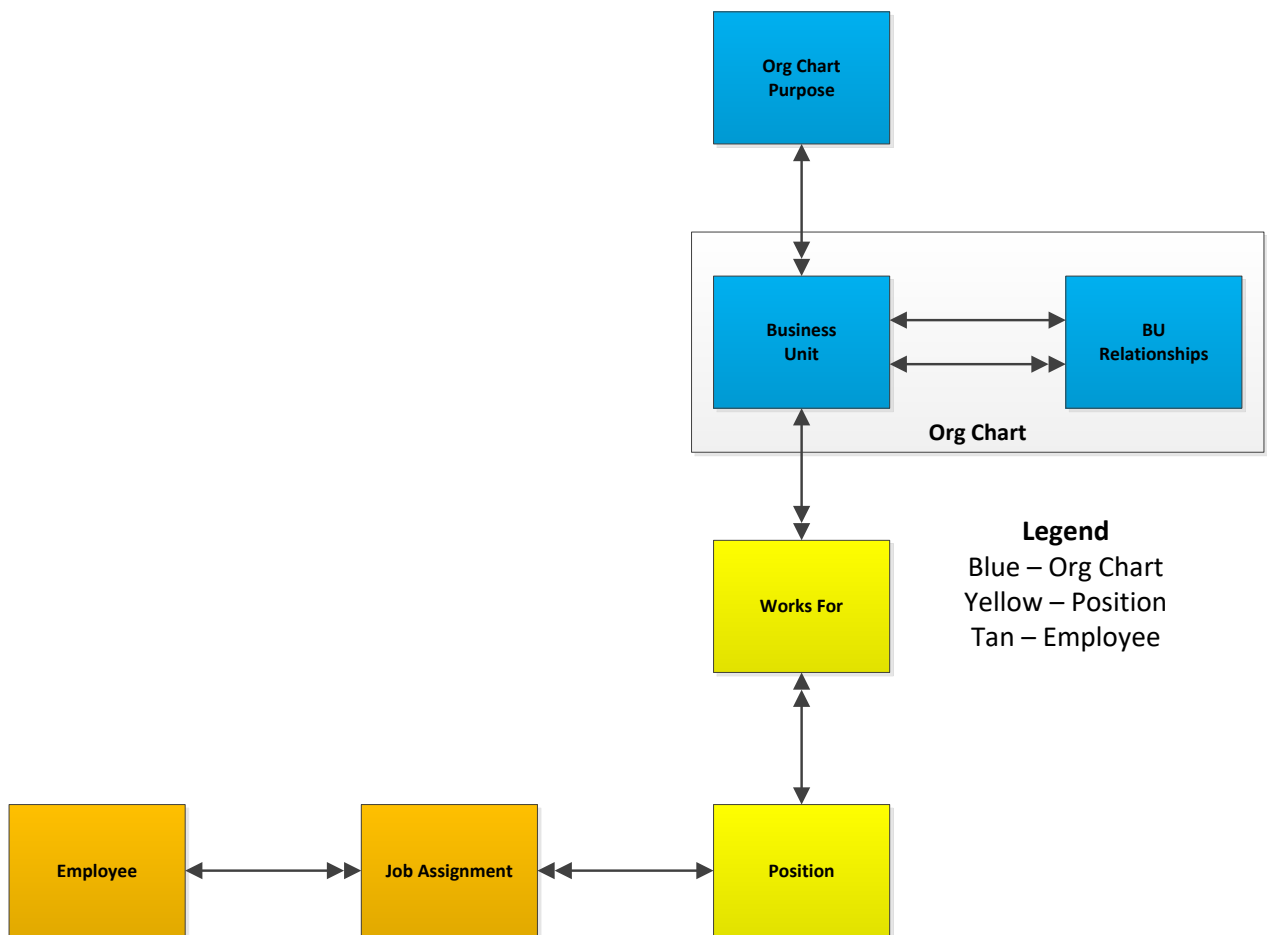 Org Chart
Purpose
Business
Unit
BU
Relationships
Org Chart
Works For
Legend
Blue – Org Chart
Yellow – Position
Tan – Employee
Employee
Job Assignment
Position